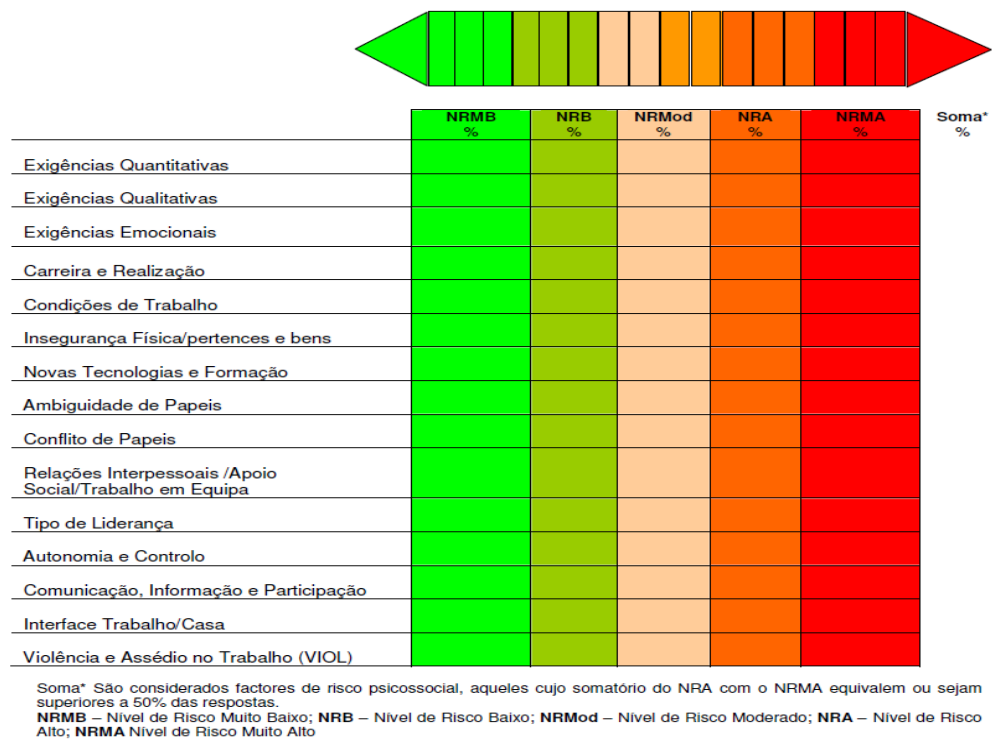 NRMB NRB NRMod NRA NRMA Soma*
% % % % % %
Exigências Quantitativas
Exigências Qualitativas
Exigências Emocionais
Carreira e Realização
Condições de Trabalho
Insegurança Física/pertences e bens
Novas Tecnologias e Formação
Ambiguidade de Papeis
Conflito de Papeis
Relações Interpessoais /Apoio
Social/Trabalho em Equipa
Tipo de Liderança
Autonomia e Controlo
Comunicação, Informação e Participação
Interface Trabalho/Casa
Violência e Assédio no Trabalho (VIOL)
Soma* São considerados factores de risco psicossocial, aqueles cujo somatório do NRA com o NRMA equivalem ou sejam
superiores a 50% das respostas.
NRMB – Nível de Risco Muito Baixo; NRB – Nível de Risco Baixo; NRMod – Nível de Risco Moderado; NRA – Nível de Risco
Alto; NRMA Nível de Risco Muito Alto